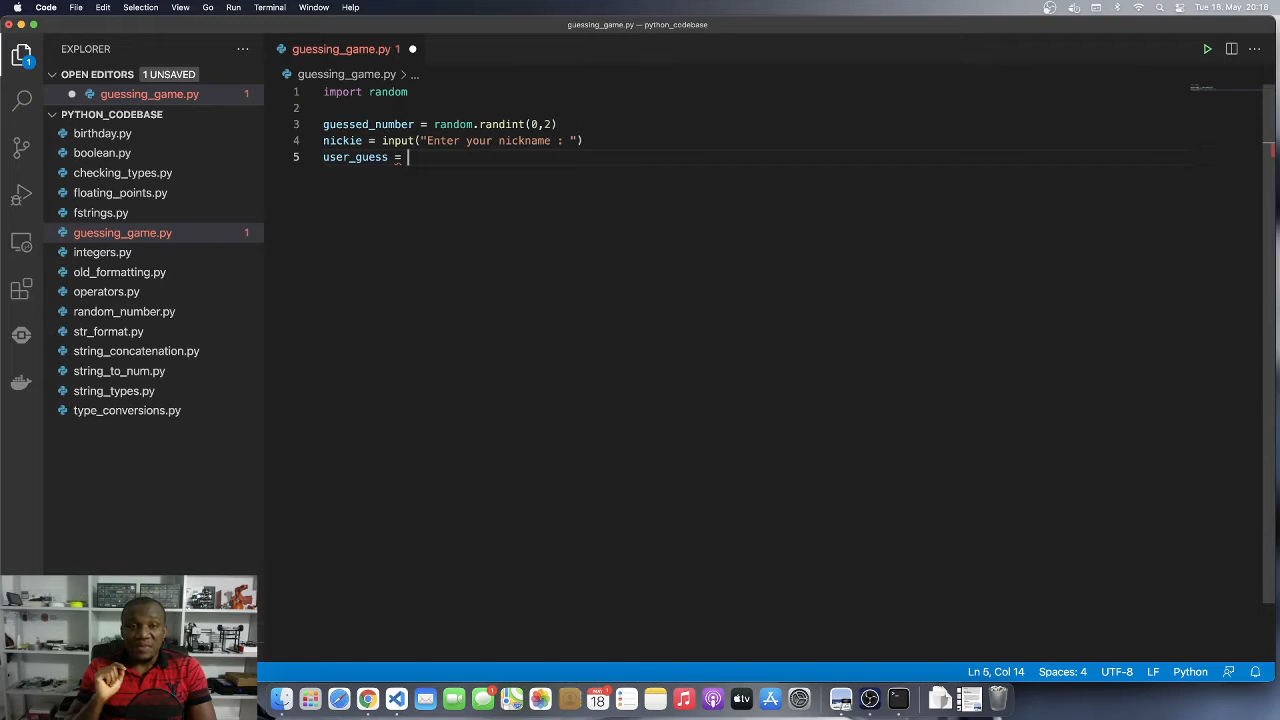 Code File Edit Selection View Go Run Terminal Window Help Tue 18. May 20:18
guessing_game.py — python_codebase
EXPLORER
guessing_game.py 1
OPEN EDITORS 1 UNSAVED
guessing_game.py 1
PYTHON_CODEBASE
birthday.py
boolean.py
checking_types.py
floating_points.py
fstrings.py
guessing_game.py 1
integers.py
old_formatting.py
operators.py
random_number.py
str_format.py
string_concatenation.py
string_to_num.py
string_types.py
type_conversions.py
guessing_game.py > ...
1 import random
2
3 guessed_number = random.randint(0,2)
4 nickie = input("Enter your nickname : ")
5 user_guess =
Ln 5, Col 14 Spaces: 4 UTF-8 LF Python